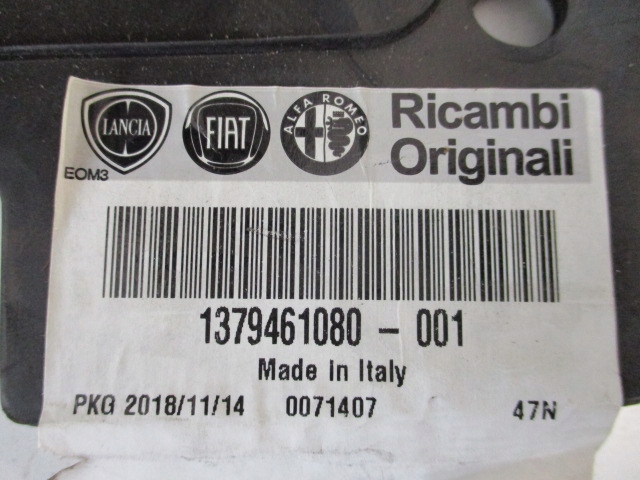 LANCIA FIAT ALFA ROMEO Ricambi
Originali
EOM3
1379461080 - 001
Made in Italy
PKG 2018/11/14 0071407 47N